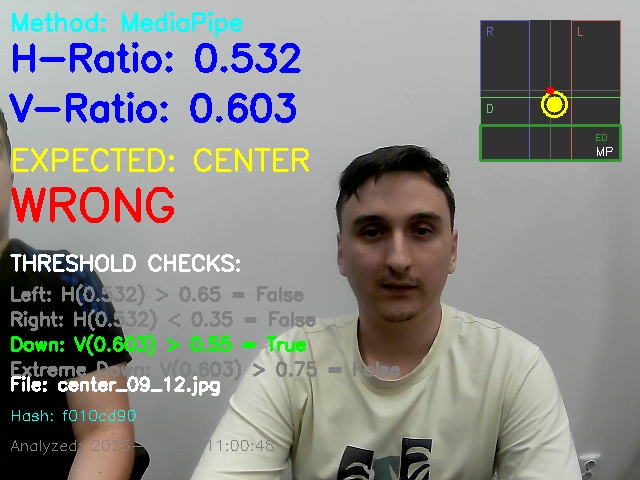 Method: MediaPipe
H-Ratio: 0.532
V-Ratio: 0.603
EXPECTED: CENTER
WRONG
THRESHOLD CHECKS:
Left: H(0.532) > 0.65 = False
Right: H(0.532) < 0.35 = False
Down: V(0.603) > 0.55 = True
Extreme Down: V(0.603) > 0.75 = False
File: center_09_12.jpg
Hash: f010cd90
Analyzed: 11:00:48
R
L
D
ED
MP